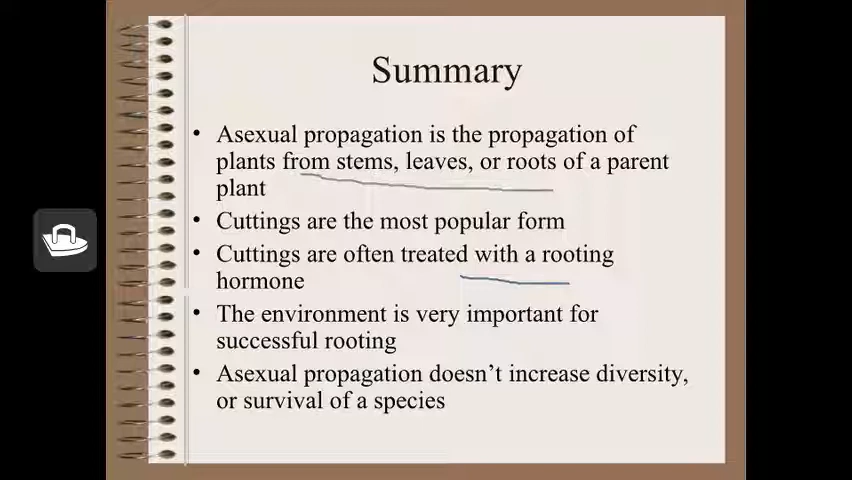 Summary
• Asexual propagation is the propagation of
plants from stems, leaves, or roots of a parent
plant
• Cuttings are the most popular form
• Cuttings are often treated with a rooting
hormone
• The environment is very important for
successful rooting
• Asexual propagation doesn’t increase diversity,
or survival of a species